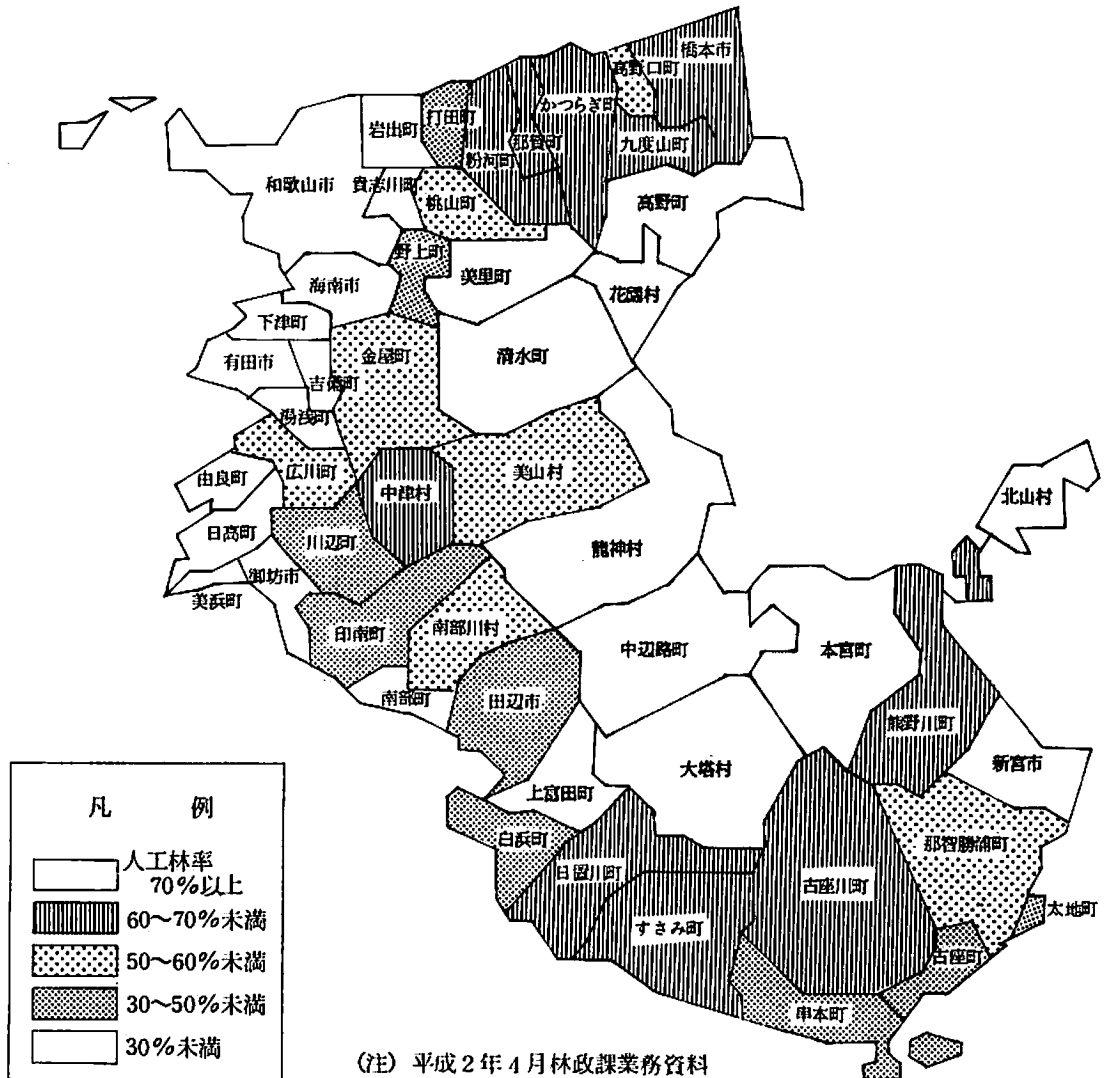 橋本市
高野口町
かつらぎ町
打田町
岩出町
那賀町
粉河町
九度山町
和歌山市
貴志川町
桃山町
高野町
野上町
美里町
海南市
花園村
下津町
有田市
金屋町
清水町
吉備町
湯浅町
広川町
由良町
中津村
美山村
北山村
日高町
川辺町
龍神村
御坊市
美浜町
印南町
南部川村
中辺路町
本宮町
南部町
田辺市
熊野川町
新宮市
大塔村
上富田町
白浜町
那智勝浦町
日置川町
古座川町
すさみ町
太地町
古座町
串本町
凡 例
人工林率
70%以上
60~70%未満
50~60%未満
30~50%未満
30%未満
(注) 平成2年4月林政課業務資料